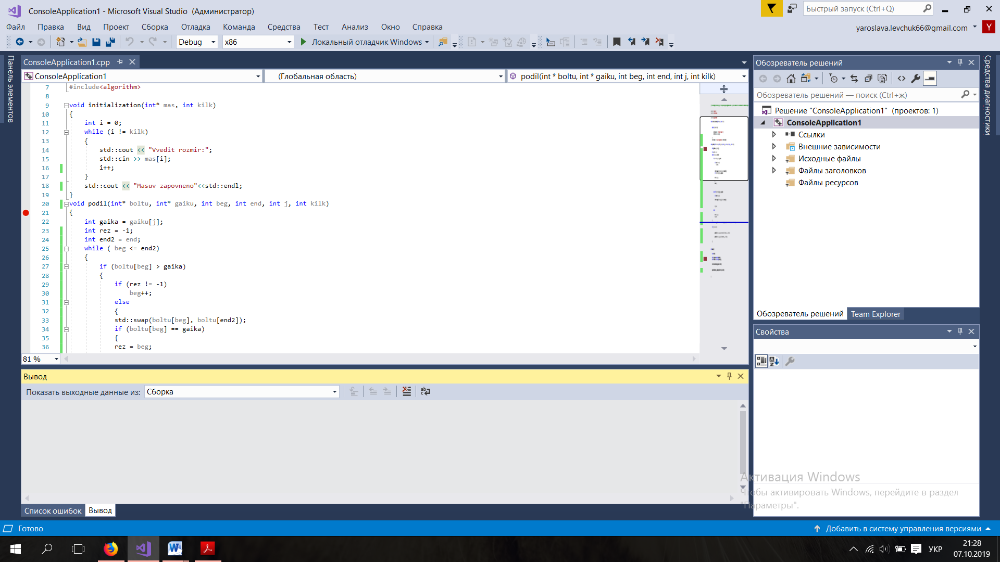 ConsoleApplication1 - Microsoft Visual Studio (Администратор)
Быстрый запуск (Ctrl+Q)
Файл Правка Вид Проект Сборка Отладка Команда Средства Тест Анализ Окно Справка
yaroslava.levchuk66@gmail.com Y
Debug x86 Локальный отладчик Windows
Панель элементов
ConsoleApplication1.cpp
ConsoleApplication1 (Глобальная область) podil(int * boltu, int * gaiku, int beg, int end, int j, int kilk)
7 #include<algorithm>
8
9 void initialization(int* mas, int kilk)
10 {
11 int i = 0;
12 while (i != kilk)
13 {
14 std::cout << "Vvedit rozmir:";
15 std::cin >> mas[i];
16 i++;
17 }
18 std::cout << "Masuv zapovneno"<<std::endl;
19 }
20 void podil(int* boltu, int* gaiku, int beg, int end, int j, int kilk)
21 {
22 int gaika = gaiku[j];
23 int rez = -1;
24 int end2 = end;
25 while ( beg <= end2)
26 {
27 if (boltu[beg] > gaika)
28 {
29 if (rez != -1)
30 beg++;
31 else
32 {
33 std::swap(boltu[beg], boltu[end2]);
34 if (boltu[beg] == gaika)
35 {
36 rez = beg;
81 %
Вывод
Показать выходные данные из: Сборка
Список ошибок Вывод
Обозреватель решений
Обозреватель решений — поиск (Ctrl+ж)
Решение "ConsoleApplication1" (проектов: 1)
ConsoleApplication1
Ссылки
Внешние зависимости
Исходные файлы
Файлы заголовков
Файлы ресурсов
Обозреватель решений Team Explorer
Свойства
Средства диагностики
Активация Windows
Чтобы активировать Windows, перейдите в раздел
"Параметры".
Готово
Добавить в систему управления версиями
УКР
21:28
07.10.2019